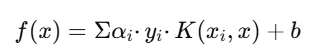 f(x) = Σαᵢ· yᵢ· K(xᵢ, x) + b